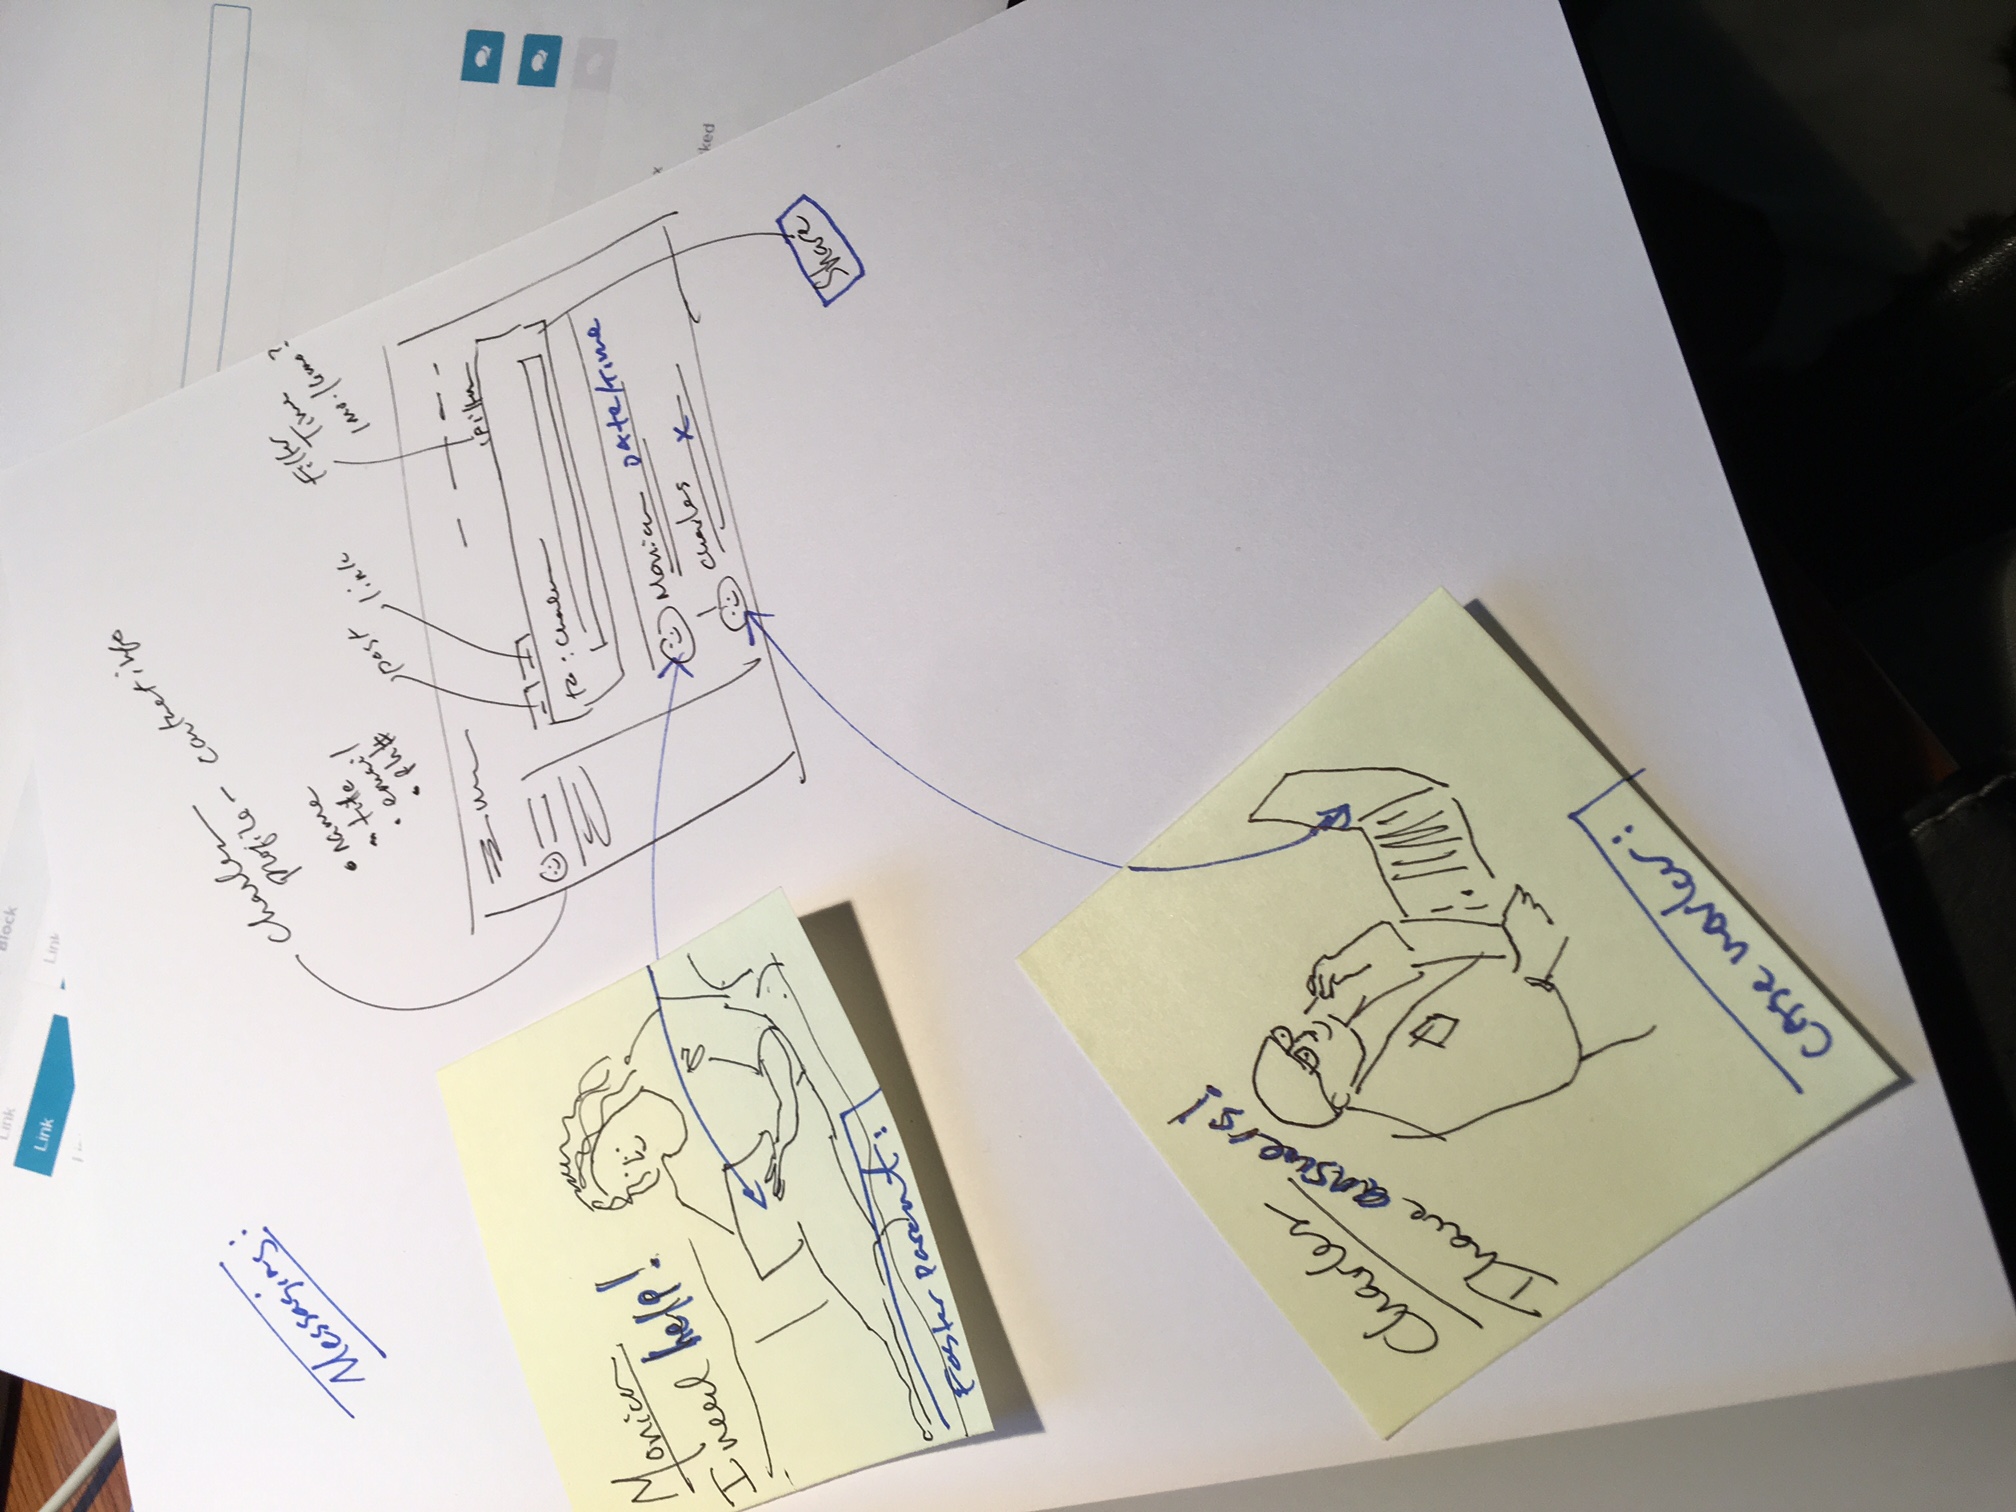 Link
Block
Link
Link
Messaging:
Charles
profile - contact info
• name
• title
• email
• ph#
post
link
Filter
Time
1mo./6mo?
Filter
to: Charles
Monica DATE/TIME
Charles x
Share
Monica
I need help!
Foster Parent:
Charles
I have answers!
CASE worker:
ked